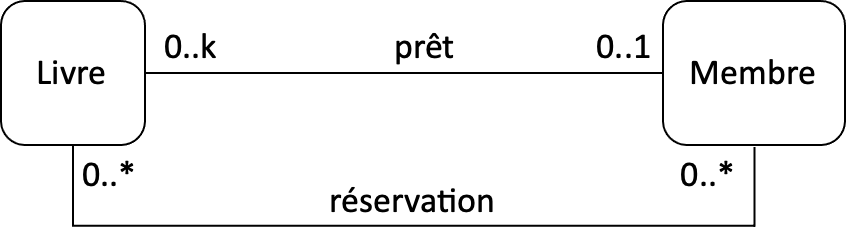 0..k prêt 0..1
Livre Membre
0..* 0..*
réservation